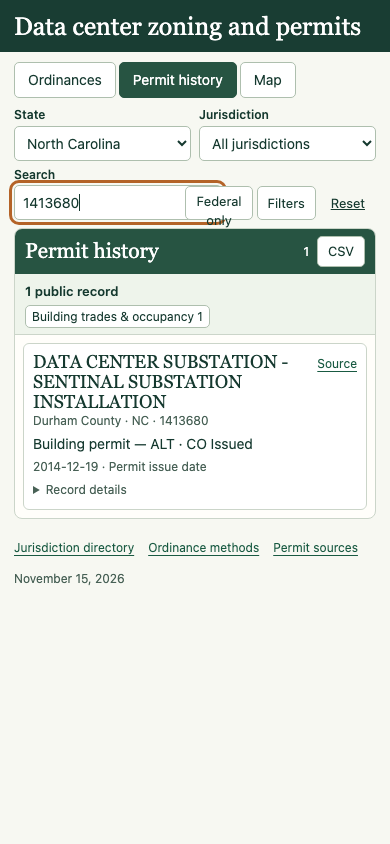 Data center zoning and permits
Ordinances
Permit history
Map
State
Jurisdiction
North Carolina
All jurisdictions
Search
1413680
Federal only
Filters
Reset
Permit history
1
CSV
1 public record
Building trades & occupancy 1
DATA CENTER SUBSTATION -
SENTINAL SUBSTATION
INSTALLATION
Source
Durham County · NC · 1413680
Building permit — ALT · CO Issued
2014-12-19 · Permit issue date
Record details
Jurisdiction directory
Ordinance methods
Permit sources
November 15, 2026